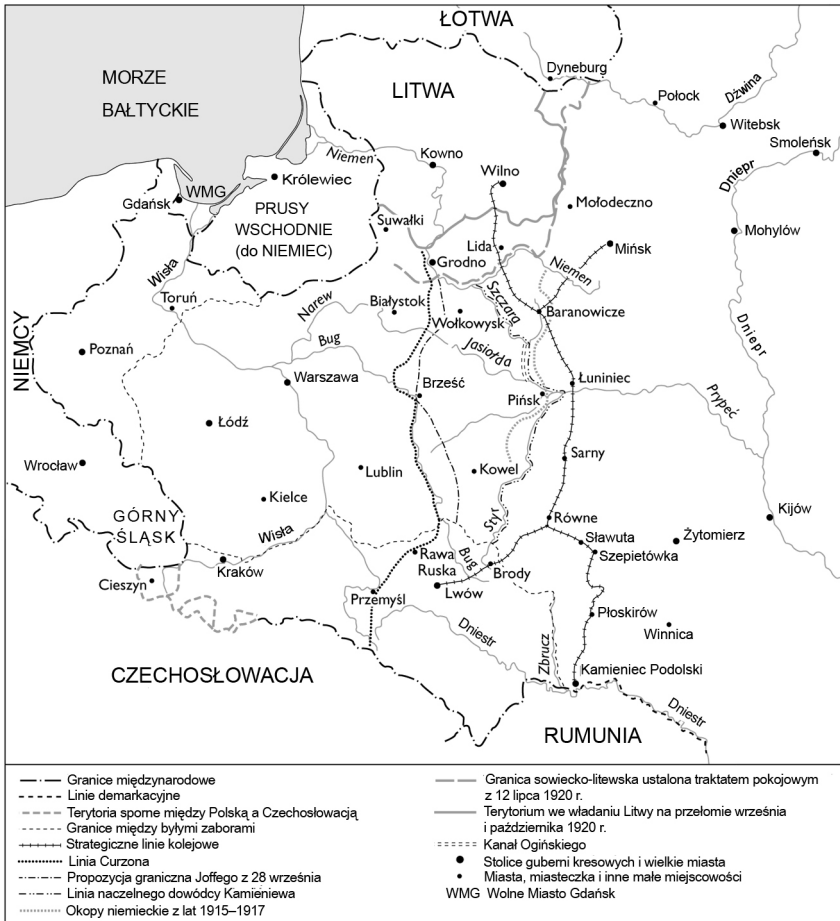 ŁOTWA
MORZE
BAŁTYCKIE
LITWA
Dyneburg
Połock
Dźwina
Witebsk
Smoleńsk
Niemen
Kowno
Wilno
Dniepr
WMG
Królewiec
Gdańsk
PRUSY
WSCHODNIE
(do NIEMIEC)
Suwałki
Mołodeczno
Mohylów
Lida
Mińsk
Wisła
Grodno
Niemen
Toruń
Narew
Białystok
Szczara
Baranowicze
Wołkowysk
Dniepr
NIEMCY
Poznań
Bug
Jasiołda
Warszawa
Brześć
Łuniniec
Pińsk
Prypeć
Łódź
Wrocław
Lublin
Kowel
Sarny
Kielce
Styr
GÓRNY
ŚLĄSK
Wisła
Równe
Kijów
Sławuta
Żytomierz
Szepietówka
Kraków
Rawa
Ruska
Bug
Brody
Cieszyn
Przemyśl
Lwów
Płoskirów
Winnica
Dniestr
Zbrucz
CZECHOSŁOWACJA
Kamieniec Podolski
Dniestr
RUMUNIA
Granice międzynarodowe
Linie demarkacyjne
Terytoria sporne między Polską a Czechosłowacją
Granice między byłymi zaborami
Strategiczne linie kolejowe
Linia Curzona
Propozycja graniczna Joffego z 28 września
Linia naczelnego dowódcy Kamieniewa
Okopy niemieckie z lat 1915–1917
Granica sowiecko-litewska ustalona traktatem pokojowym
z 12 lipca 1920 r.
Terytorium we władaniu Litwy na przełomie września
i października 1920 r.
Kanał Ogińskiego
Stolice guberni kresowych i wielkie miasta
Miasta, miasteczka i inne małe miejscowości
WMG Wolne Miasto Gdańsk